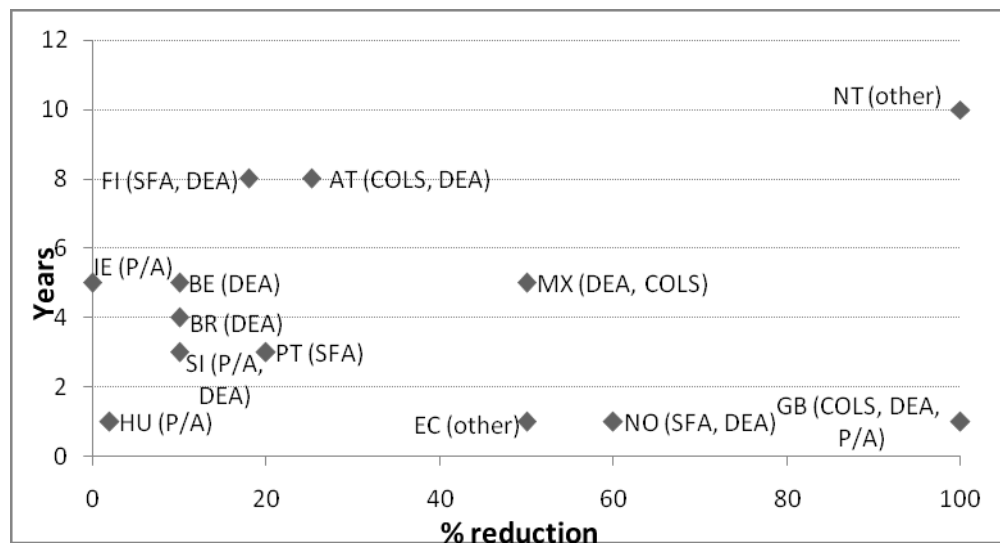 12
10
8
6
4
2
0
Years
NT (other)
FI (SFA, DEA)
AT (COLS, DEA)
IE (P/A)
BE (DEA)
MX (DEA, COLS)
BR (DEA)
SI (P/A,
DEA)
PT (SFA)
HU (P/A)
EC (other)
NO (SFA, DEA)
GB (COLS, DEA,
P/A)
0 20 40 60 80 100
% reduction